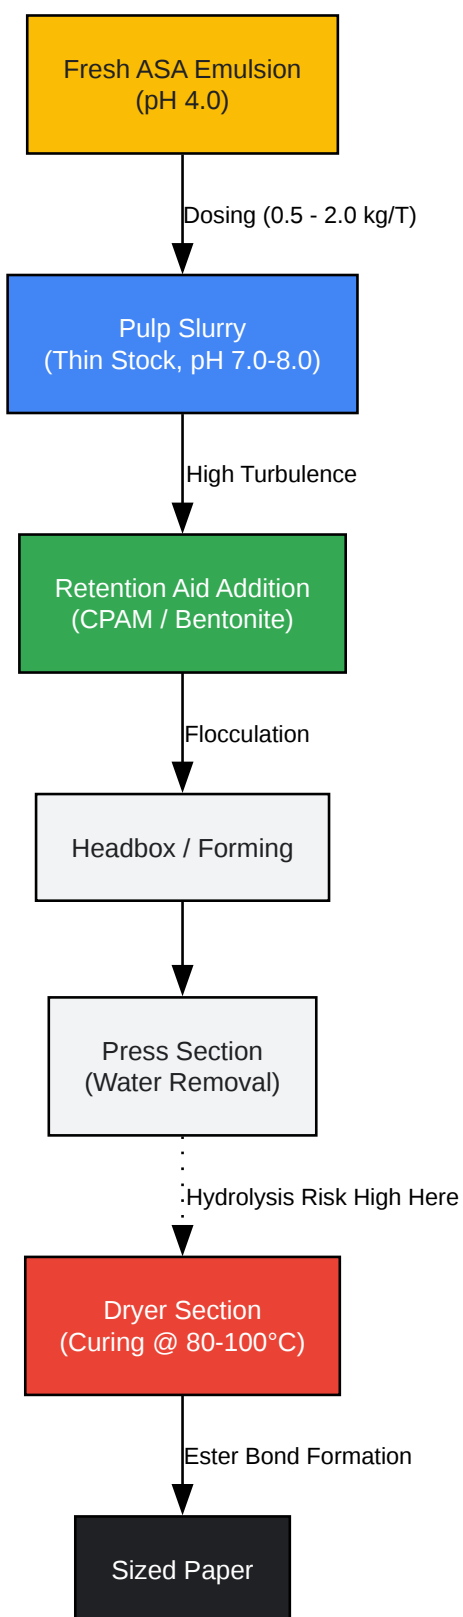 Fresh ASA Emulsion
(pH 4.0)
Dosing (0.5 - 2.0 kg/T)
Pulp Slurry
(Thin Stock, pH 7.0-8.0)
High Turbulence
Retention Aid Addition
(CPAM / Bentonite)
Flocculation
Headbox / Forming
Press Section
(Water Removal)
Hydrolysis Risk High Here
Dryer Section
(Curing @ 80-100°C)
Ester Bond Formation
Sized Paper